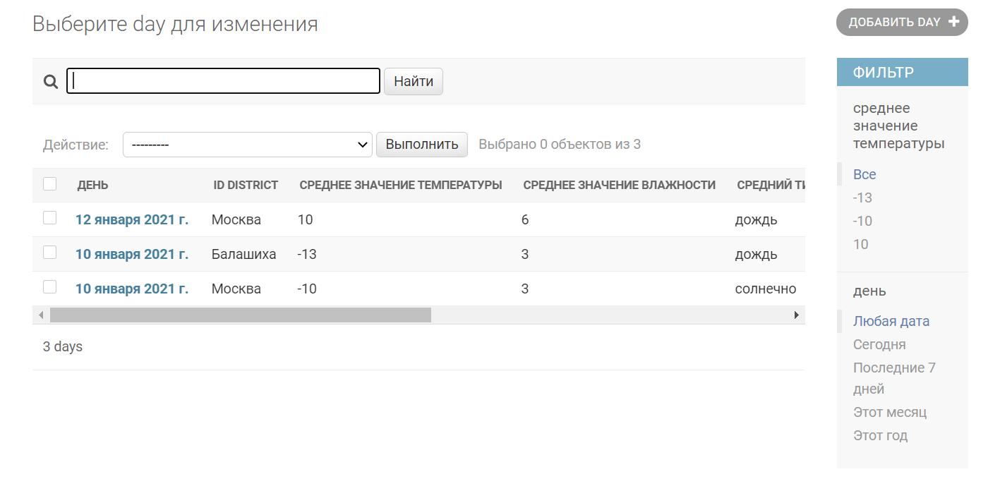 Выберите day для изменения
ДОБАВИТЬ DAY
Найти
Действие: --------- Выполнить Выбрано 0 объектов из 3
ДЕНЬ ID DISTRICT СРЕДНЕЕ ЗНАЧЕНИЕ ТЕМПЕРАТУРЫ СРЕДНЕЕ ЗНАЧЕНИЕ ВЛАЖНОСТИ СРЕДНИЙ
12 января 2021 г. Москва 10 6 дождь
10 января 2021 г. Балашиха -13 3 дождь
10 января 2021 г. Москва -10 3 солнечно
3 days
ФИЛЬТР
среднее
значение
температуры
Все
-13
-10
10
день
Любая дата
Сегодня
Последние 7
дней
Этот месяц
Этот год